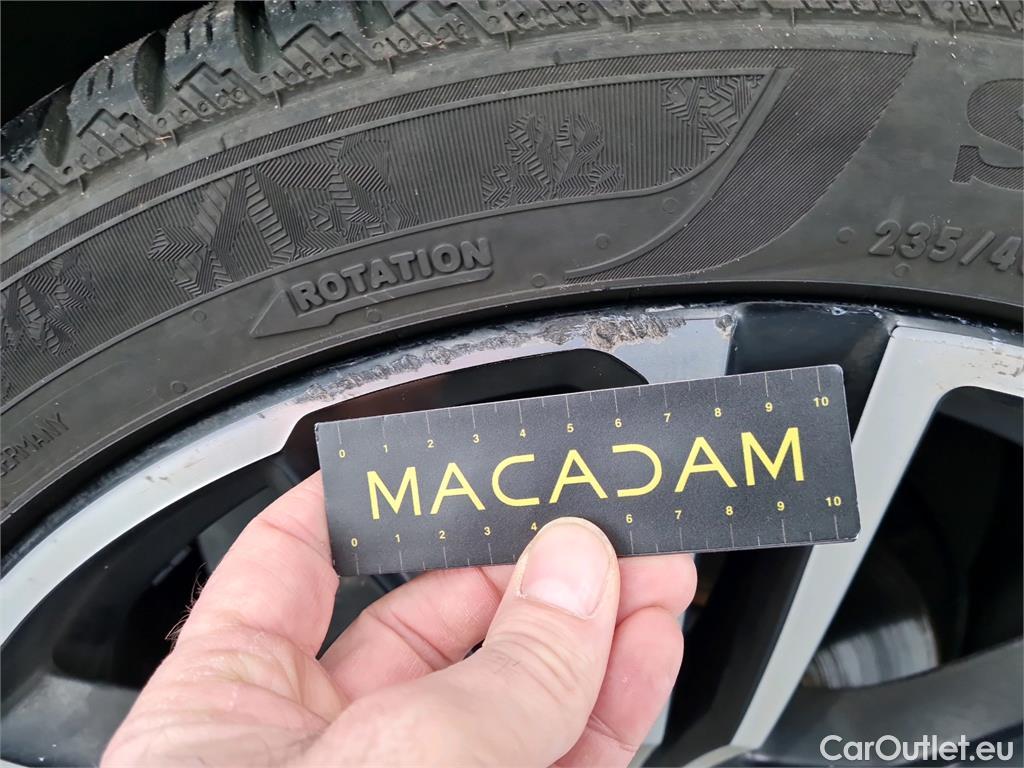 S
235/4
ROTATION
GERMANY
0 1 2 3 4 5 6 7 8 9 10
MACADAM
0 1 2 3 4 6 7 8 9 10
CarOutlet.eu